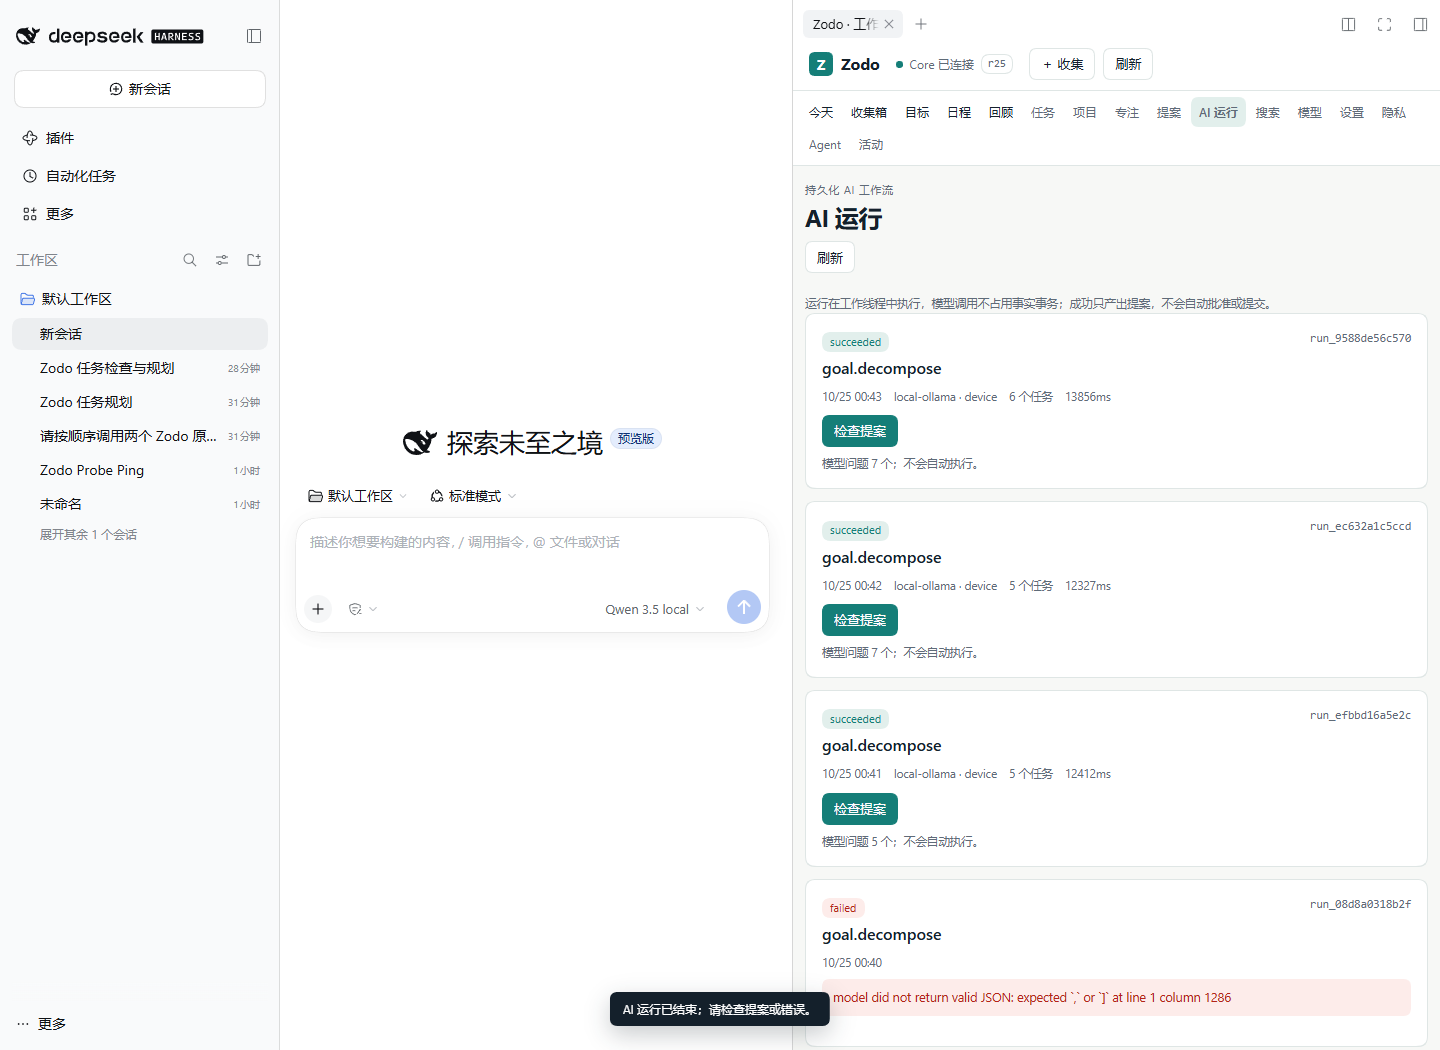 deepseek HARNESS
新会话
插件
自动化任务
更多
工作区
默认工作区
新会话
Zodo 任务检查与规划 28分钟
Zodo 任务规划 31分钟
请按顺序调用两个 Zodo 原... 31分钟
Zodo Probe Ping 1小时
未命名 1小时
展开其余 1 个会话
更多
探索未至之境 预览版
默认工作区 标准模式
描述你想要构建的内容, / 调用指令, @ 文件或对话
Qwen 3.5 local
Zodo · 工作
Z Zodo Core 已连接 r25 + 收集 刷新
今天 收集箱 目标 日程 回顾 任务 项目 专注 提案 AI 运行 搜索 模型 设置 隐私
Agent 活动
持久化 AI 工作流
AI 运行
刷新
运行在工作线程中执行，模型调用不占用事实事务；成功只产出提案，不会自动批准或提交。
succeeded run_9588de56c570
goal.decompose
10/25 00:43 local-ollama · device 6 个任务 13856ms
检查提案
模型问题 7 个；不会自动执行。
succeeded run_ec632a1c5ccd
goal.decompose
10/25 00:42 local-ollama · device 5 个任务 12327ms
检查提案
模型问题 7 个；不会自动执行。
succeeded run_efbbd16a5e2c
goal.decompose
10/25 00:41 local-ollama · device 5 个任务 12412ms
检查提案
模型问题 5 个；不会自动执行。
failed run_08d8a0318b2f
goal.decompose
10/25 00:40
model did not return valid JSON: expected `,` or `]` at line 1 column 1286
AI 运行已结束；请检查提案或错误。